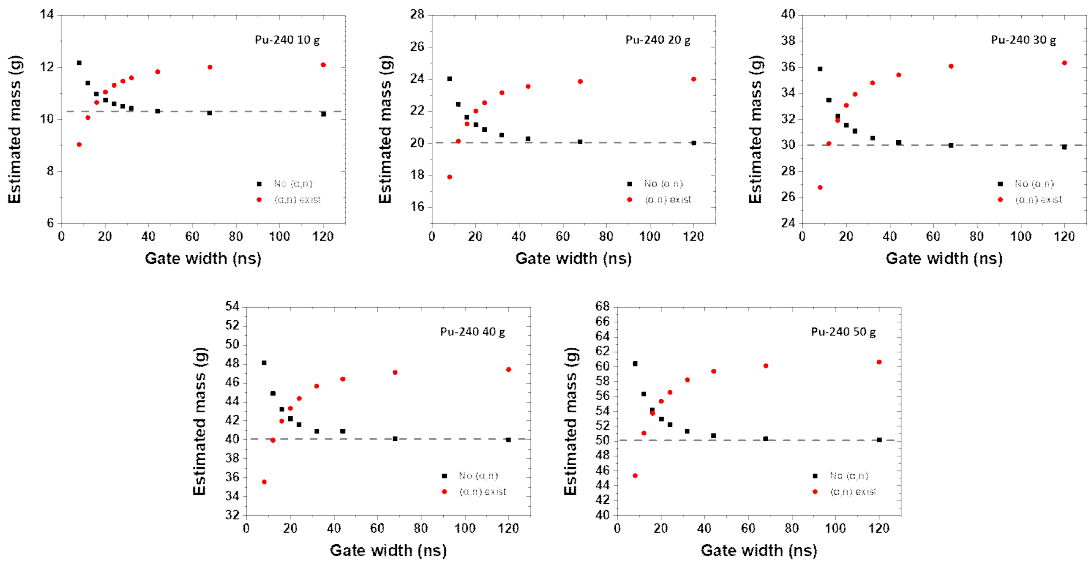 Estimated mass (g)
14
12
10
8
6
Pu-240 10 g
No (α,n)
(α,n) exist
0 20 40 60 80 100 120
Gate width (ns)
Estimated mass (g)
28
26
24
22
20
18
16
14
Pu-240 20 g
No (α,n)
(α,n) exist
0 20 40 60 80 100 120
Gate width (ns)
Estimated mass (g)
40
38
36
34
32
30
28
26
24
Pu-240 30 g
No (α,n)
(α,n) exist
0 20 40 60 80 100 120
Gate width (ns)
Estimated mass (g)
54
52
50
48
46
44
42
40
38
36
34
32
Pu-240 40 g
No (α,n)
(α,n) exist
0 20 40 60 80 100 120
Gate width (ns)
Estimated mass (g)
68
66
64
62
60
58
56
54
52
50
48
46
44
42
40
Pu-240 50 g
No (α,n)
(α,n) exist
0 20 40 60 80 100 120
Gate width (ns)